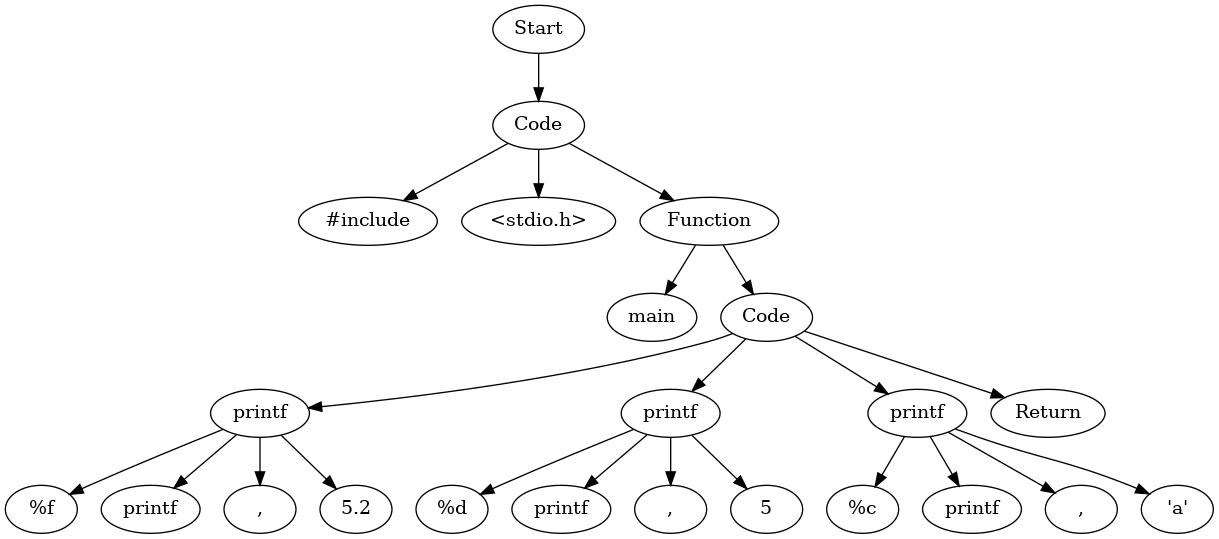 Start
Code
#include <stdio.h> Function
main Code
printf printf printf Return
%f printf , 5.2 %d printf , 5 %c printf , 'a'